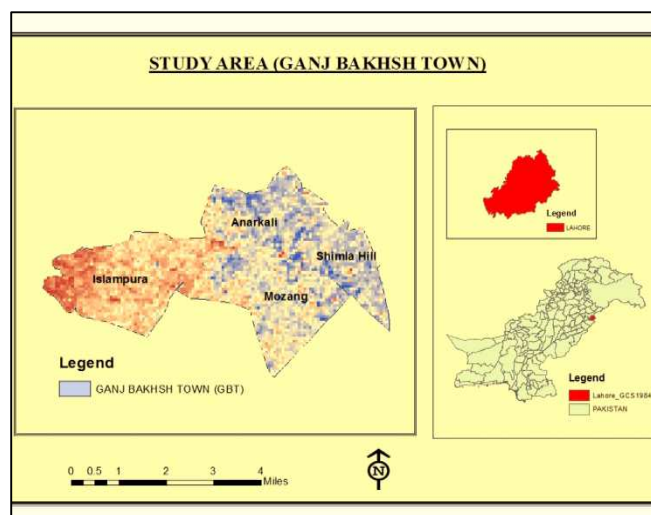 STUDY AREA (GANJ BAKHSH TOWN)
Anarkali
Shimla Hill
Islampura
Mozang
Legend
GANJ BAKHSH TOWN (GBT)
0 0.5 1 2 3 4
Miles
N
Legend
LAHORE
Legend
Lahore_GCS1984
PAKISTAN